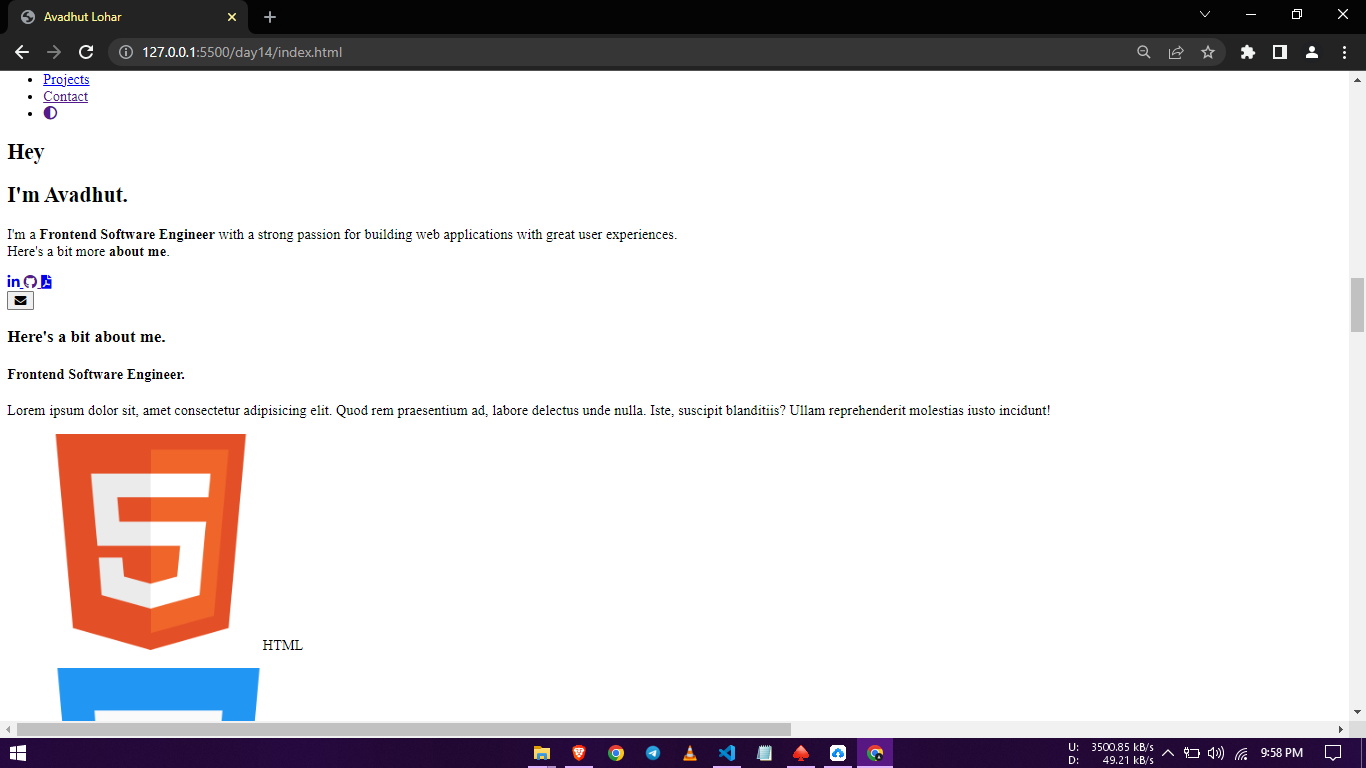 Avadhut Lohar
127.0.0.1:5500/day14/index.html
Projects
Contact
Hey
I'm Avadhut.
I'm a Frontend Software Engineer with a strong passion for building web applications with great user experiences.
Here's a bit more about me.
in
Here's a bit about me.
Frontend Software Engineer.
Lorem ipsum dolor sit, amet consectetur adipisicing elit. Quod rem praesentium ad, labore delectus unde nulla. Iste, suscipit blanditiis? Ullam reprehenderit molestias iusto incidunt!
HTML
U: 3500.85 kB/s
D: 49.21 kB/s
9:58 PM